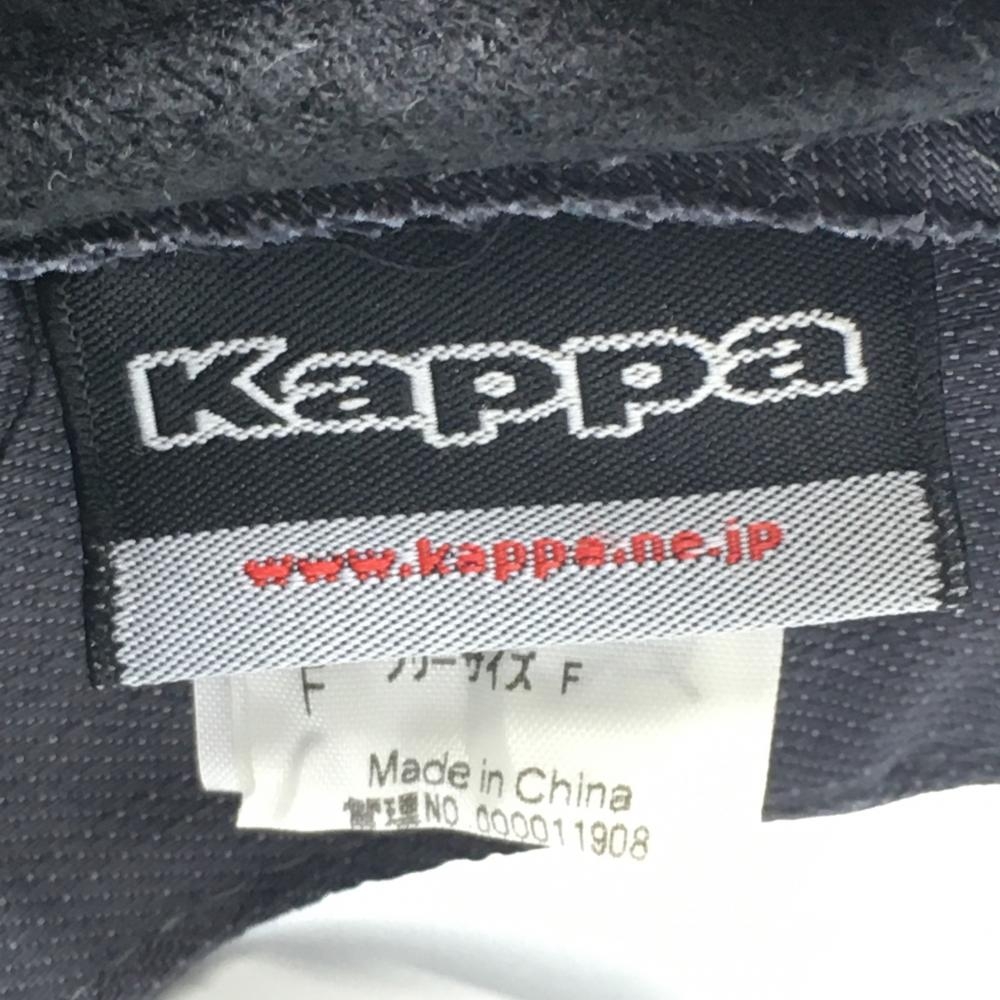 Kappa
www.kappa.ne.jp
フリーサイズ F
Made in China
管理NO 000011908